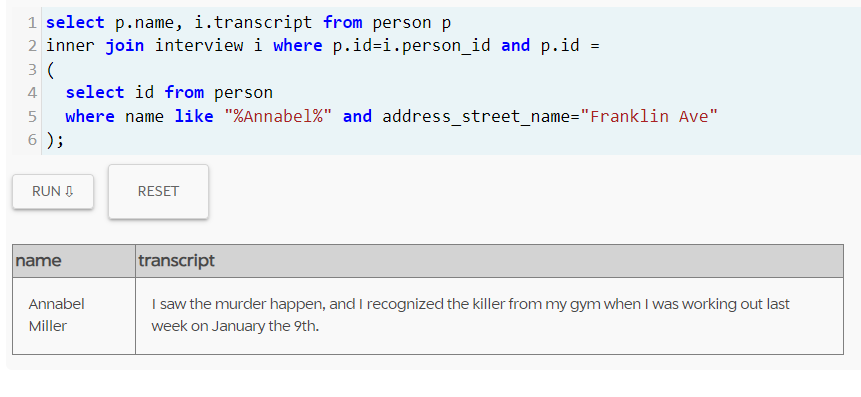 1 select p.name, i.transcript from person p
2 inner join interview i where p.id=i.person_id and p.id =
3 (
4   select id from person
5   where name like "%Annabel%" and address_street_name="Franklin Ave"
6 );
RUN ⇩ RESET
name transcript
Annabel Miller
I saw the murder happen, and I recognized the killer from my gym when I was working out last
week on January the 9th.